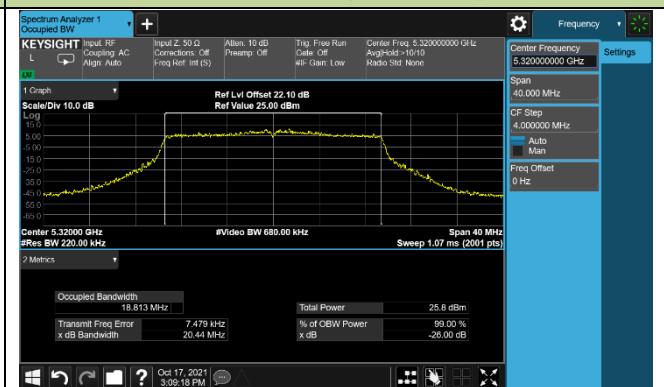 Spectrum Analyzer 1
Occupied BW
+
Frequency
KEYSIGHT Input: RF
Coupling: AC
Align: Auto
Input Z: 50 Ω
Corrections: Off
Freq Ref: Int (S)
Atten: 10 dB
Preamp: Off
Trig: Free Run
Gate: Off
#IF Gain: Low
Center Freq: 5.320000000 GHz
Avg|Hold:>10/10
Radio Std: None
L
Center Frequency
5.320000000 GHz
Settings
Span
40.000 MHz
CF Step
4.000000 MHz
Auto
Man
Freq Offset
0 Hz
1 Graph
Scale/Div 10.0 dB
Ref Lvl Offset 22.10 dB
Ref Value 25.00 dBm
Log
15.0
5.00
-5.00
-15.0
-25.0
-35.0
-45.0
-55.0
-65.0
Center 5.32000 GHz
#Res BW 220.00 kHz
#Video BW 680.00 kHz
Span 40 MHz
Sweep 1.07 ms (2001 pts)
2 Metrics
Occupied Bandwidth
18.813 MHz
Total Power 25.8 dBm
Transmit Freq Error 7.479 kHz
% of OBW Power 99.00 %
x dB Bandwidth 20.44 MHz
x dB -26.00 dB
?
Oct 17, 2021
3:09:18 PM